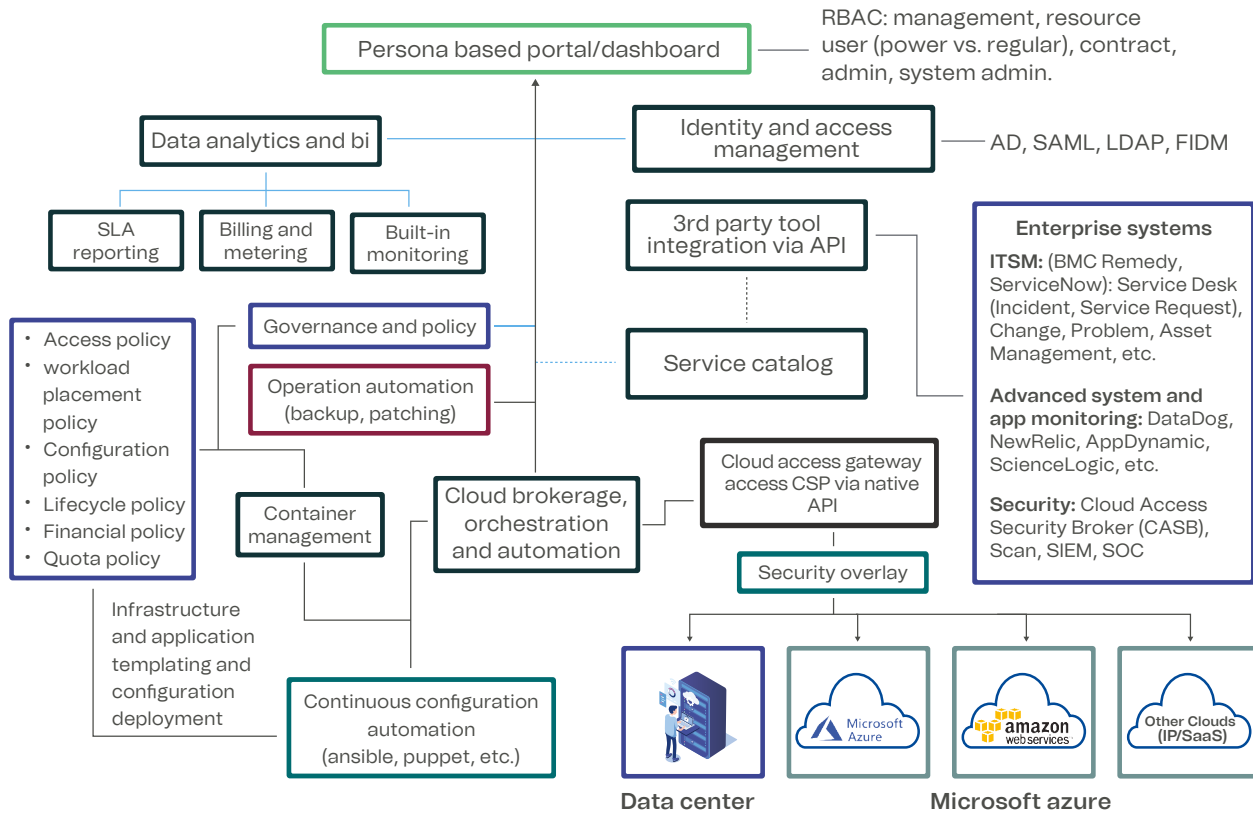 Persona based portal/dashboard
RBAC: management, resource
user (power vs. regular), contract,
admin, system admin.
Data analytics and bi
Identity and access
management
AD, SAML, LDAP, FIDM
SLA
reporting
Billing and
metering
Built-in
monitoring
3rd party tool
integration via API
Enterprise systems
ITSM: (BMC Remedy,
ServiceNow): Service Desk
(Incident, Service Request),
Change, Problem, Asset
Management, etc.
Advanced system and
app monitoring: DataDog,
NewRelic, AppDynamic,
ScienceLogic, etc.
Security: Cloud Access
Security Broker (CASB),
Scan, SIEM, SOC
• Access policy
• workload
placement
policy
• Configuration
policy
• Lifecycle policy
• Financial policy
• Quota policy
Governance and policy
Operation automation
(backup, patching)
Service catalog
Container
management
Cloud brokerage,
orchestration
and automation
Cloud access gateway
access CSP via native
API
Security overlay
Infrastructure
and application
templating and
configuration
deployment
Continuous configuration
automation
(ansible, puppet, etc.)
Microsoft
Azure
amazon
webservices™
Other Clouds
(IP/SaaS)
Data center
Microsoft azure